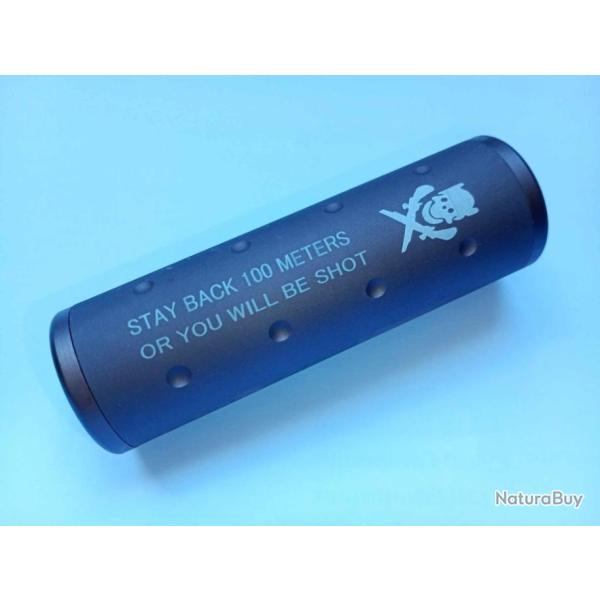 STAY BACK 100 METERS
OR YOU WILL BE SHOT
NaturaBuy